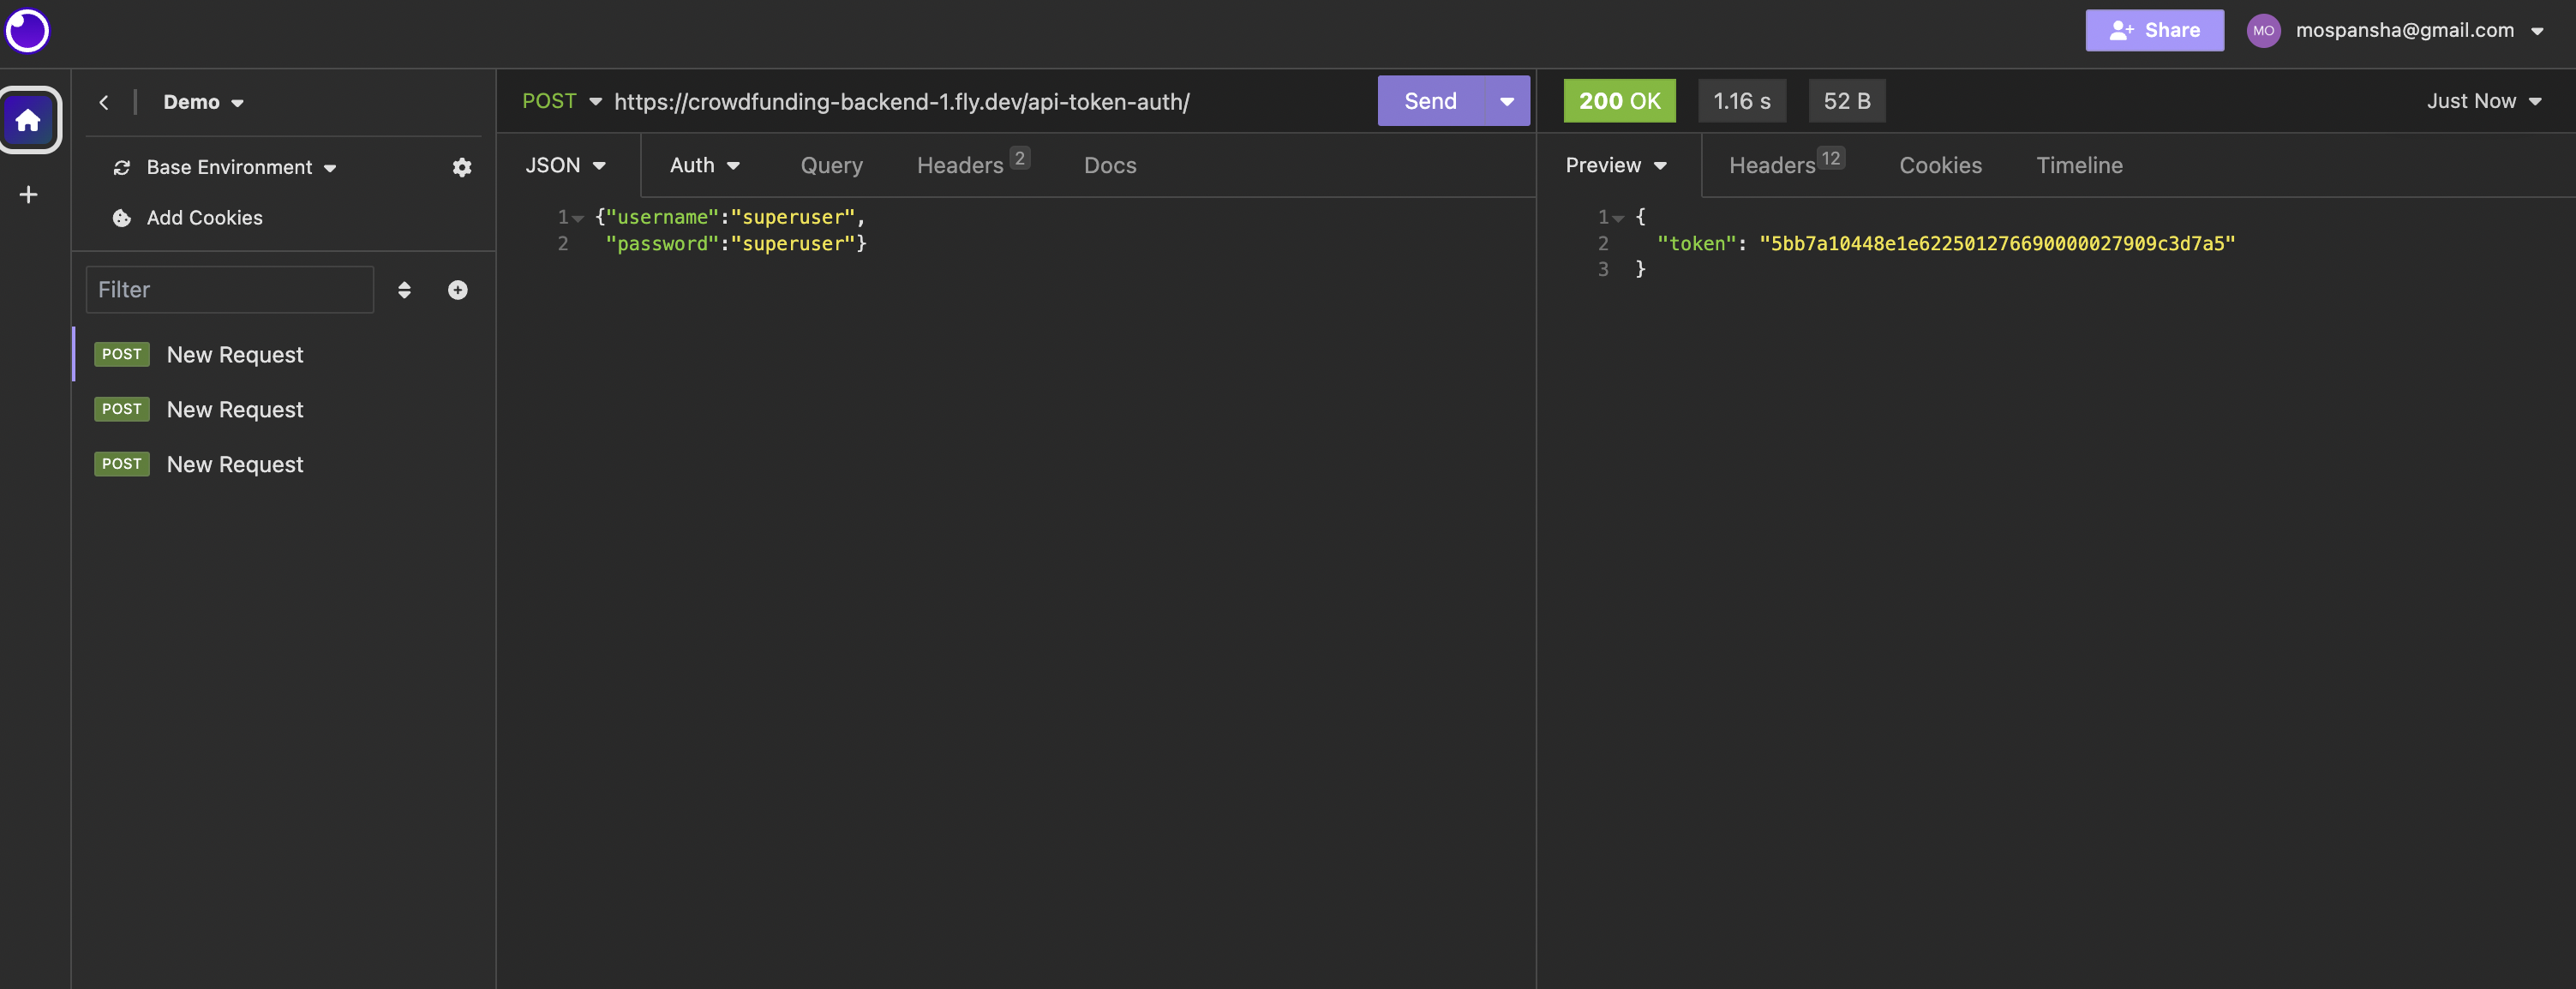 Share
MO
mospansha@gmail.com
Demo
Base Environment
Add Cookies
Filter
POST New Request
POST New Request
POST New Request
POST https://crowdfunding-backend-1.fly.dev/api-token-auth/
Send
JSON Auth Query Headers 2 Docs
1 {"username":"superuser",
2 "password":"superuser"}
200 OK 1.16 s 52 B Just Now
Preview Headers 12 Cookies Timeline
1 {
2 "token": "5bb7a10448e1e622501276690000027909c3d7a5"
3 }